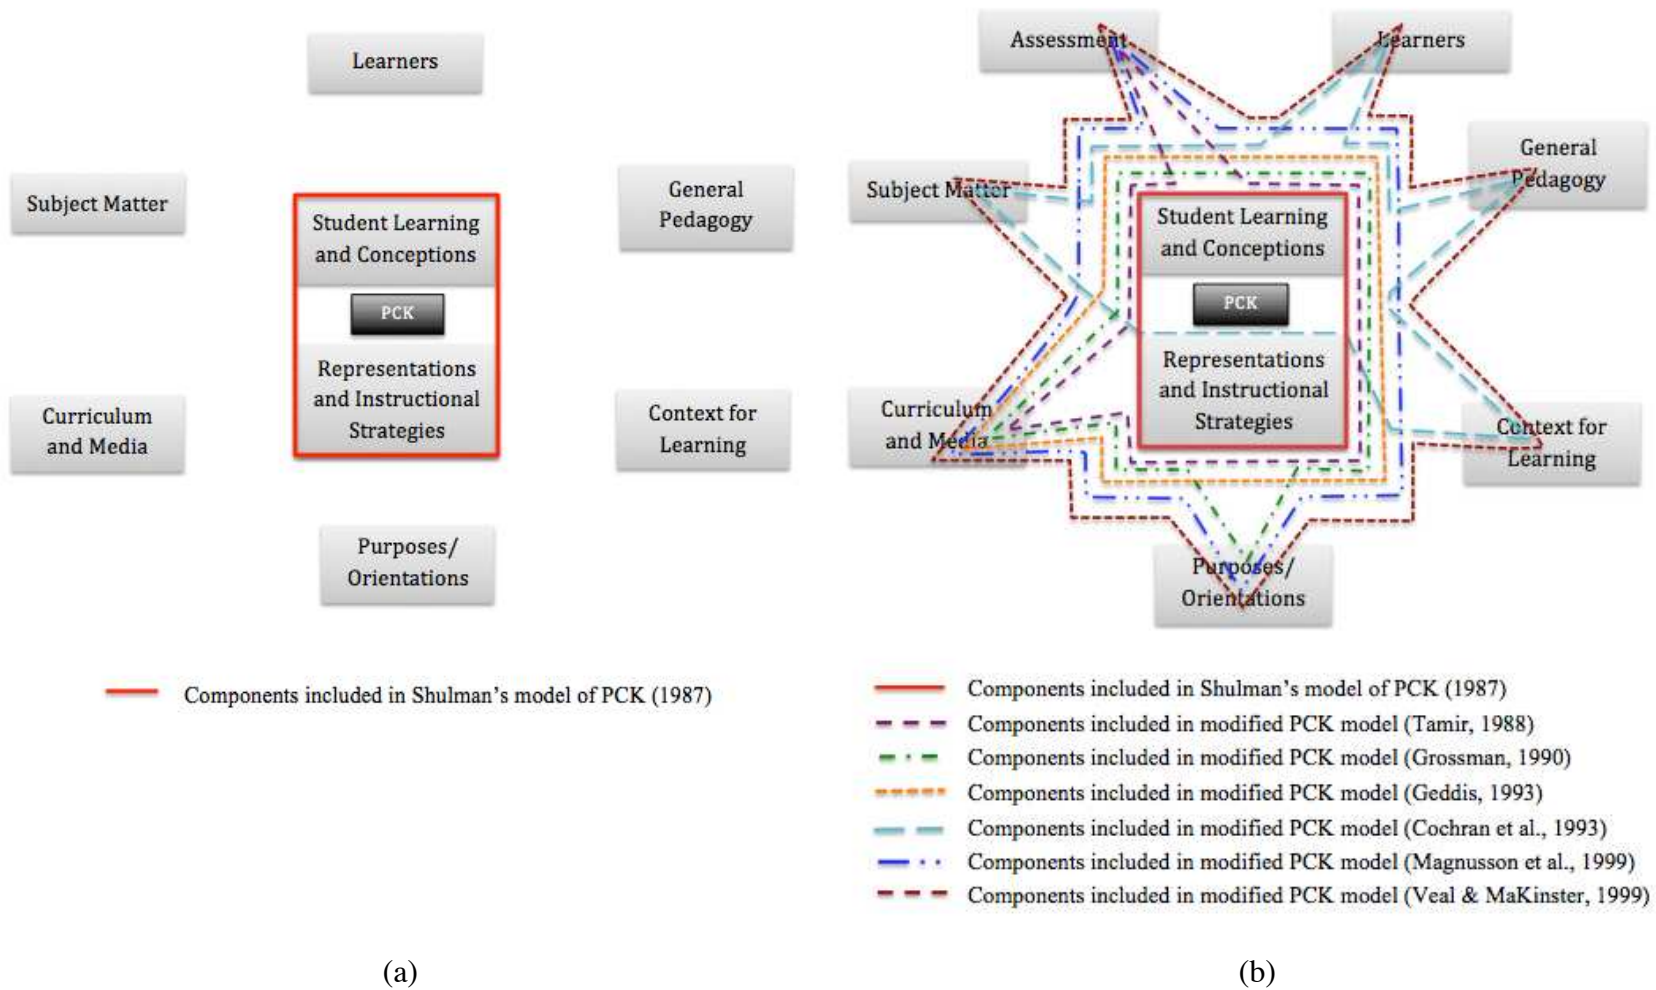 Learners
Subject Matter
General
Pedagogy
Student Learning
and Conceptions
PCK
Representations
and Instructional
Strategies
Curriculum
and Media
Context for
Learning
Purposes/
Orientations
Components included in Shulman's model of PCK (1987)
(a)
Assessment
Learners
Subject Matter
General
Pedagogy
Student Learning
and Conceptions
PCK
Representations
and Instructional
Strategies
Curriculum
and Media
Context for
Learning
Purposes/
Orientations
Components included in Shulman's model of PCK (1987)
Components included in modified PCK model (Tamir, 1988)
Components included in modified PCK model (Grossman, 1990)
Components included in modified PCK model (Geddis, 1993)
Components included in modified PCK model (Cochran et al., 1993)
Components included in modified PCK model (Magnusson et al., 1999)
Components included in modified PCK model (Veal & MaKinster, 1999)
(b)